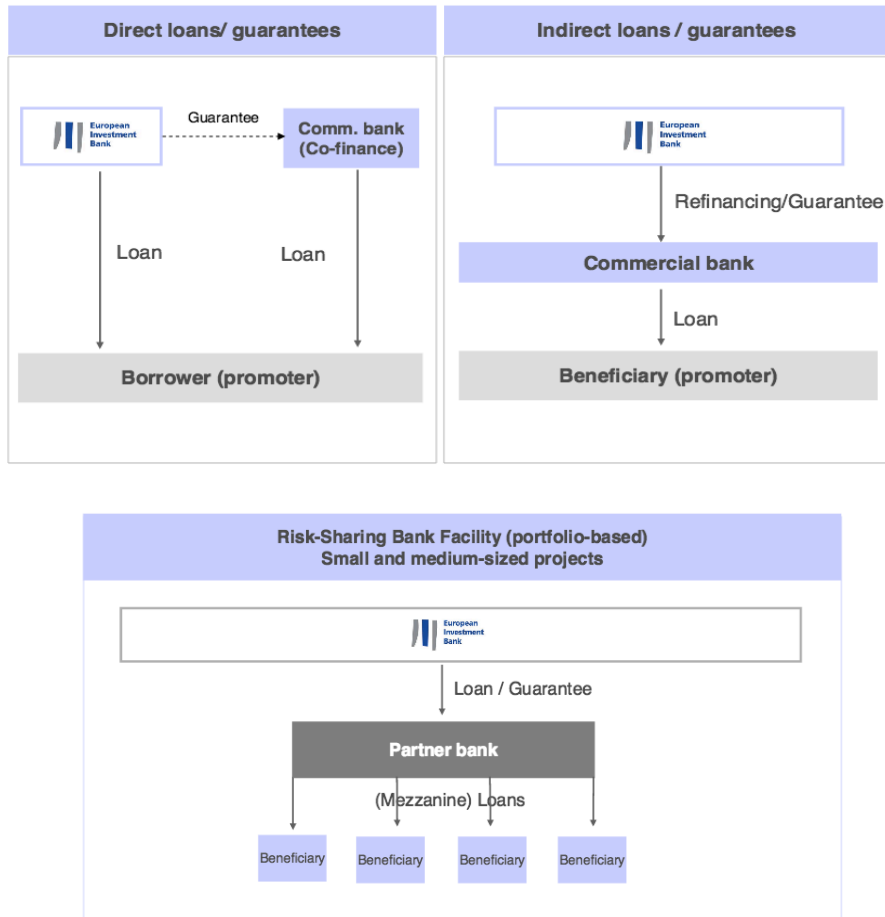 Direct loans/ guarantees
European
Investment
Bank
Guarantee
Comm. bank
(Co-finance)
Loan
Loan
Borrower (promoter)
Indirect loans / guarantees
European
Investment
Bank
Refinancing/Guarantee
Commercial bank
Loan
Beneficiary (promoter)
Risk-Sharing Bank Facility (portfolio-based)
Small and medium-sized projects
European
Investment
Bank
Loan / Guarantee
Partner bank
(Mezzanine) Loans
Beneficiary
Beneficiary
Beneficiary
Beneficiary